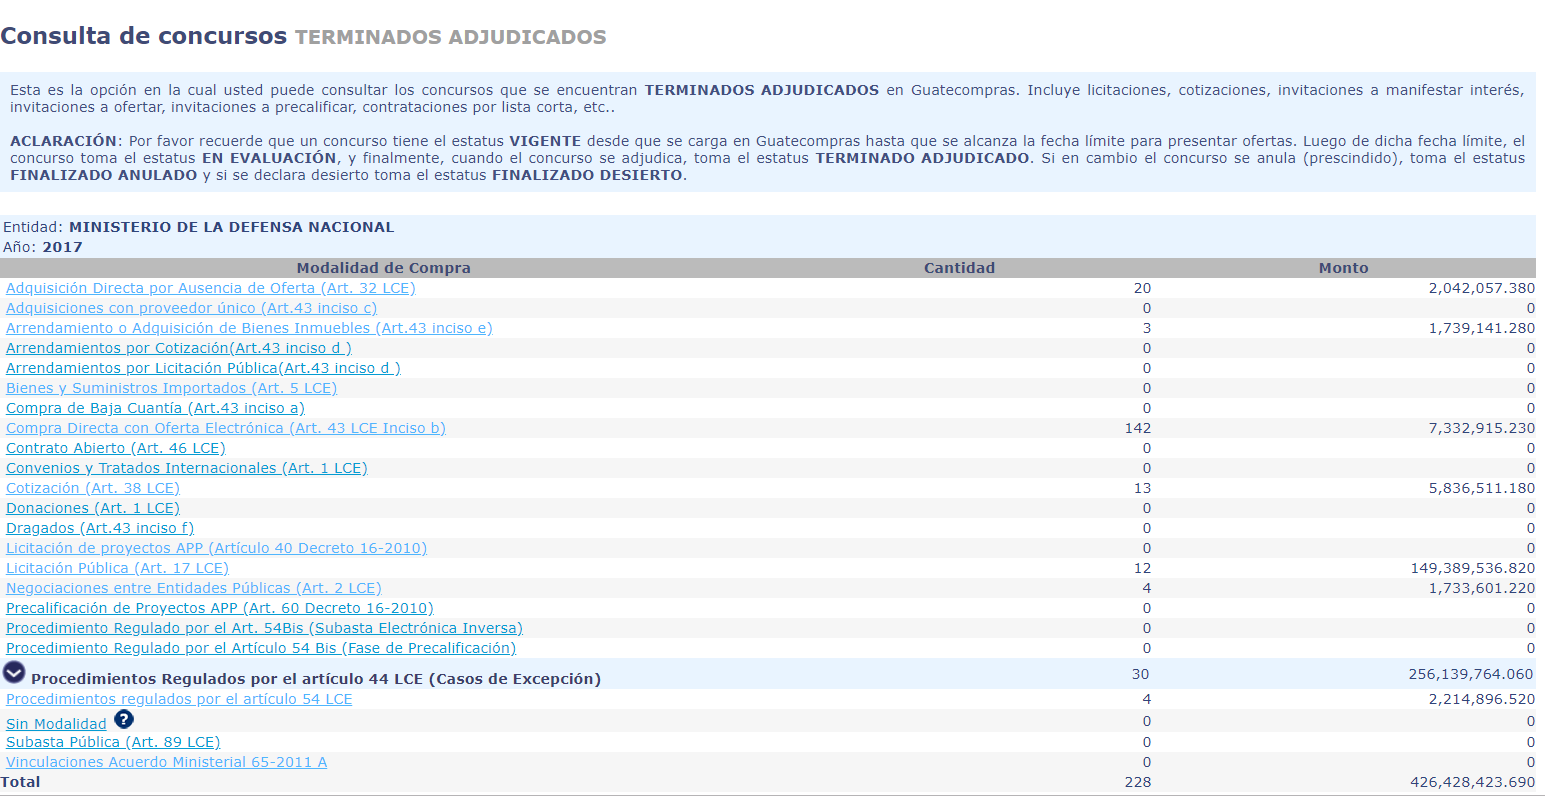 Consulta de concursos TERMINADOS ADJUDICADOS
Esta es la opción en la cual usted puede consultar los concursos que se encuentran TERMINADOS ADJUDICADOS en Guatecompras. Incluye licitaciones, cotizaciones, invitaciones a manifestar interés,
invitaciones a ofertar, invitaciones a precalificar, contrataciones por lista corta, etc..
ACLARACIÓN: Por favor recuerde que un concurso tiene el estatus VIGENTE desde que se carga en Guatecompras hasta que se alcanza la fecha límite para presentar ofertas. Luego de dicha fecha límite, el
concurso toma el estatus EN EVALUACIÓN, y finalmente, cuando el concurso se adjudica, toma el estatus TERMINADO ADJUDICADO. Si en cambio el concurso se anula (prescindido), toma el estatus
FINALIZADO ANULADO y si se declara desierto toma el estatus FINALIZADO DESIERTO.
Entidad: MINISTERIO DE LA DEFENSA NACIONAL
Año: 2017
Modalidad de Compra Cantidad Monto
Adquisición Directa por Ausencia de Oferta (Art. 32 LCE) 20 2,042,057.380
Adquisiciones con proveedor único (Art.43 inciso c) 0 0
Arrendamiento o Adquisición de Bienes Inmuebles (Art.43 inciso e) 3 1,739,141.280
Arrendamientos por Cotización(Art.43 inciso d ) 0 0
Arrendamientos por Licitación Pública(Art.43 inciso d ) 0 0
Bienes y Suministros Importados (Art. 5 LCE) 0 0
Compra de Baja Cuantía (Art.43 inciso a) 0 0
Compra Directa con Oferta Electrónica (Art. 43 LCE Inciso b) 142 7,332,915.230
Contrato Abierto (Art. 46 LCE) 0 0
Convenios y Tratados Internacionales (Art. 1 LCE) 0 0
Cotización (Art. 38 LCE) 13 5,836,511.180
Donaciones (Art. 1 LCE) 0 0
Dragados (Art.43 inciso f) 0 0
Licitación de proyectos APP (Artículo 40 Decreto 16-2010) 0 0
Licitación Pública (Art. 17 LCE) 12 149,389,536.820
Negociaciones entre Entidades Públicas (Art. 2 LCE) 4 1,733,601.220
Precalificación de Proyectos APP (Art. 60 Decreto 16-2010) 0 0
Procedimiento Regulado por el Art. 54Bis (Subasta Electrónica Inversa) 0 0
Procedimiento Regulado por el Artículo 54 Bis (Fase de Precalificación) 0 0
Procedimientos Regulados por el artículo 44 LCE (Casos de Excepción) 30 256,139,764.060
Procedimientos regulados por el artículo 54 LCE 4 2,214,896.520
Sin Modalidad ? 0 0
Subasta Pública (Art. 89 LCE) 0 0
Vinculaciones Acuerdo Ministerial 65-2011 A 0 0
Total 228 426,428,423.690